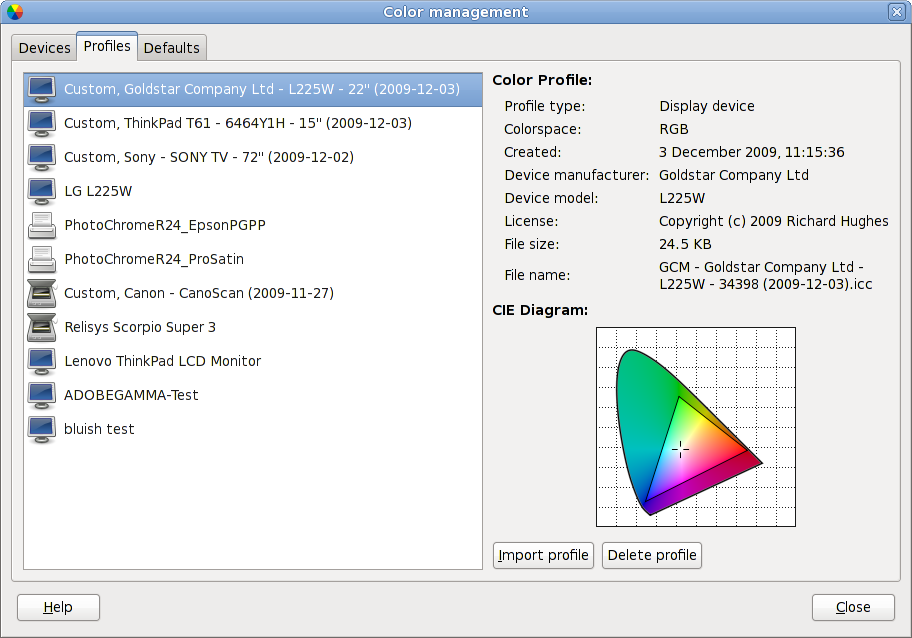 Color management
Devices
Profiles
Defaults
Custom, Goldstar Company Ltd - L225W - 22" (2009-12-03)
Custom, ThinkPad T61 - 6464Y1H - 15" (2009-12-03)
Custom, Sony - SONY TV - 72" (2009-12-02)
LG L225W
PhotoChromeR24_EpsonPGPP
PhotoChromeR24_ProSatin
Custom, Canon - CanoScan (2009-11-27)
Relisys Scorpio Super 3
Lenovo ThinkPad LCD Monitor
ADOBEGAMMA-Test
bluish test
Color Profile:
Profile type: Display device
Colorspace: RGB
Created: 3 December 2009, 11:15:36
Device manufacturer: Goldstar Company Ltd
Device model: L225W
License: Copyright (c) 2009 Richard Hughes
File size: 24.5 KB
File name: GCM - Goldstar Company Ltd -
L225W - 34398 (2009-12-03).icc
CIE Diagram:
Import profile
Delete profile
Help
Close